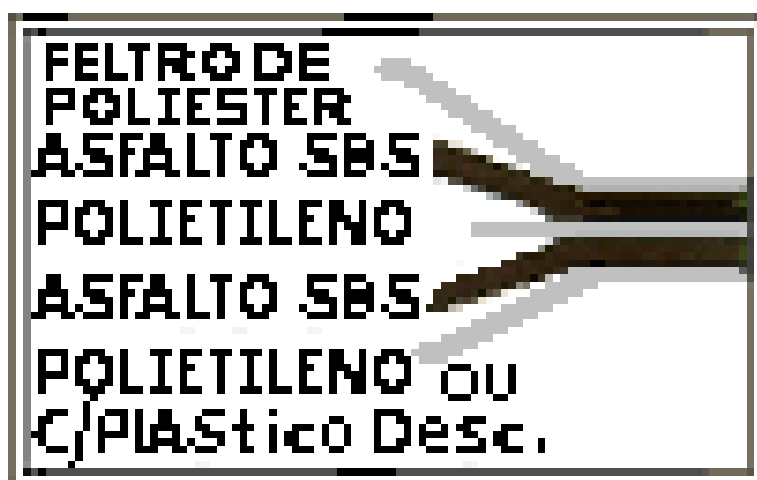 FELTRO DE
POLIESTER
ASFALTO SBS
POLIETILENO
ASFALTO SBS
POLIETILENO OU
C/PlAStico Desc.